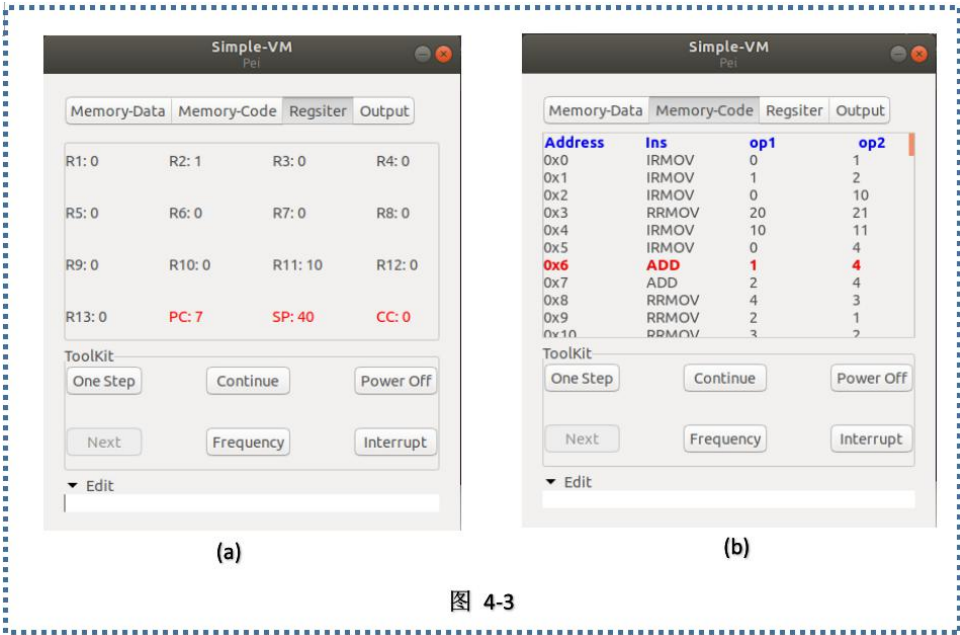 Simple-VM
Pei
Memory-Data Memory-Code Regsiter Output
R1: 0 R2: 1 R3: 0 R4: 0
R5: 0 R6: 0 R7: 0 R8: 0
R9: 0 R10: 0 R11: 10 R12: 0
R13: 0 PC: 7 SP: 40 CC: 0
ToolKit
One Step Continue Power Off
Next Frequency Interrupt
Edit
(a)
Simple-VM
Pei
Memory-Data Memory-Code Regsiter Output
Address Ins op1 op2
0x0 IRMOV 0 1
0x1 IRMOV 1 2
0x2 IRMOV 0 10
0x3 RRMOV 20 21
0x4 IRMOV 10 11
0x5 IRMOV 0 4
0x6 ADD 1 4
0x7 ADD 2 4
0x8 RRMOV 4 3
0x9 RRMOV 2 1
0x10 RRMOV 3 2
ToolKit
One Step Continue Power Off
Next Frequency Interrupt
Edit
(b)
图 4-3